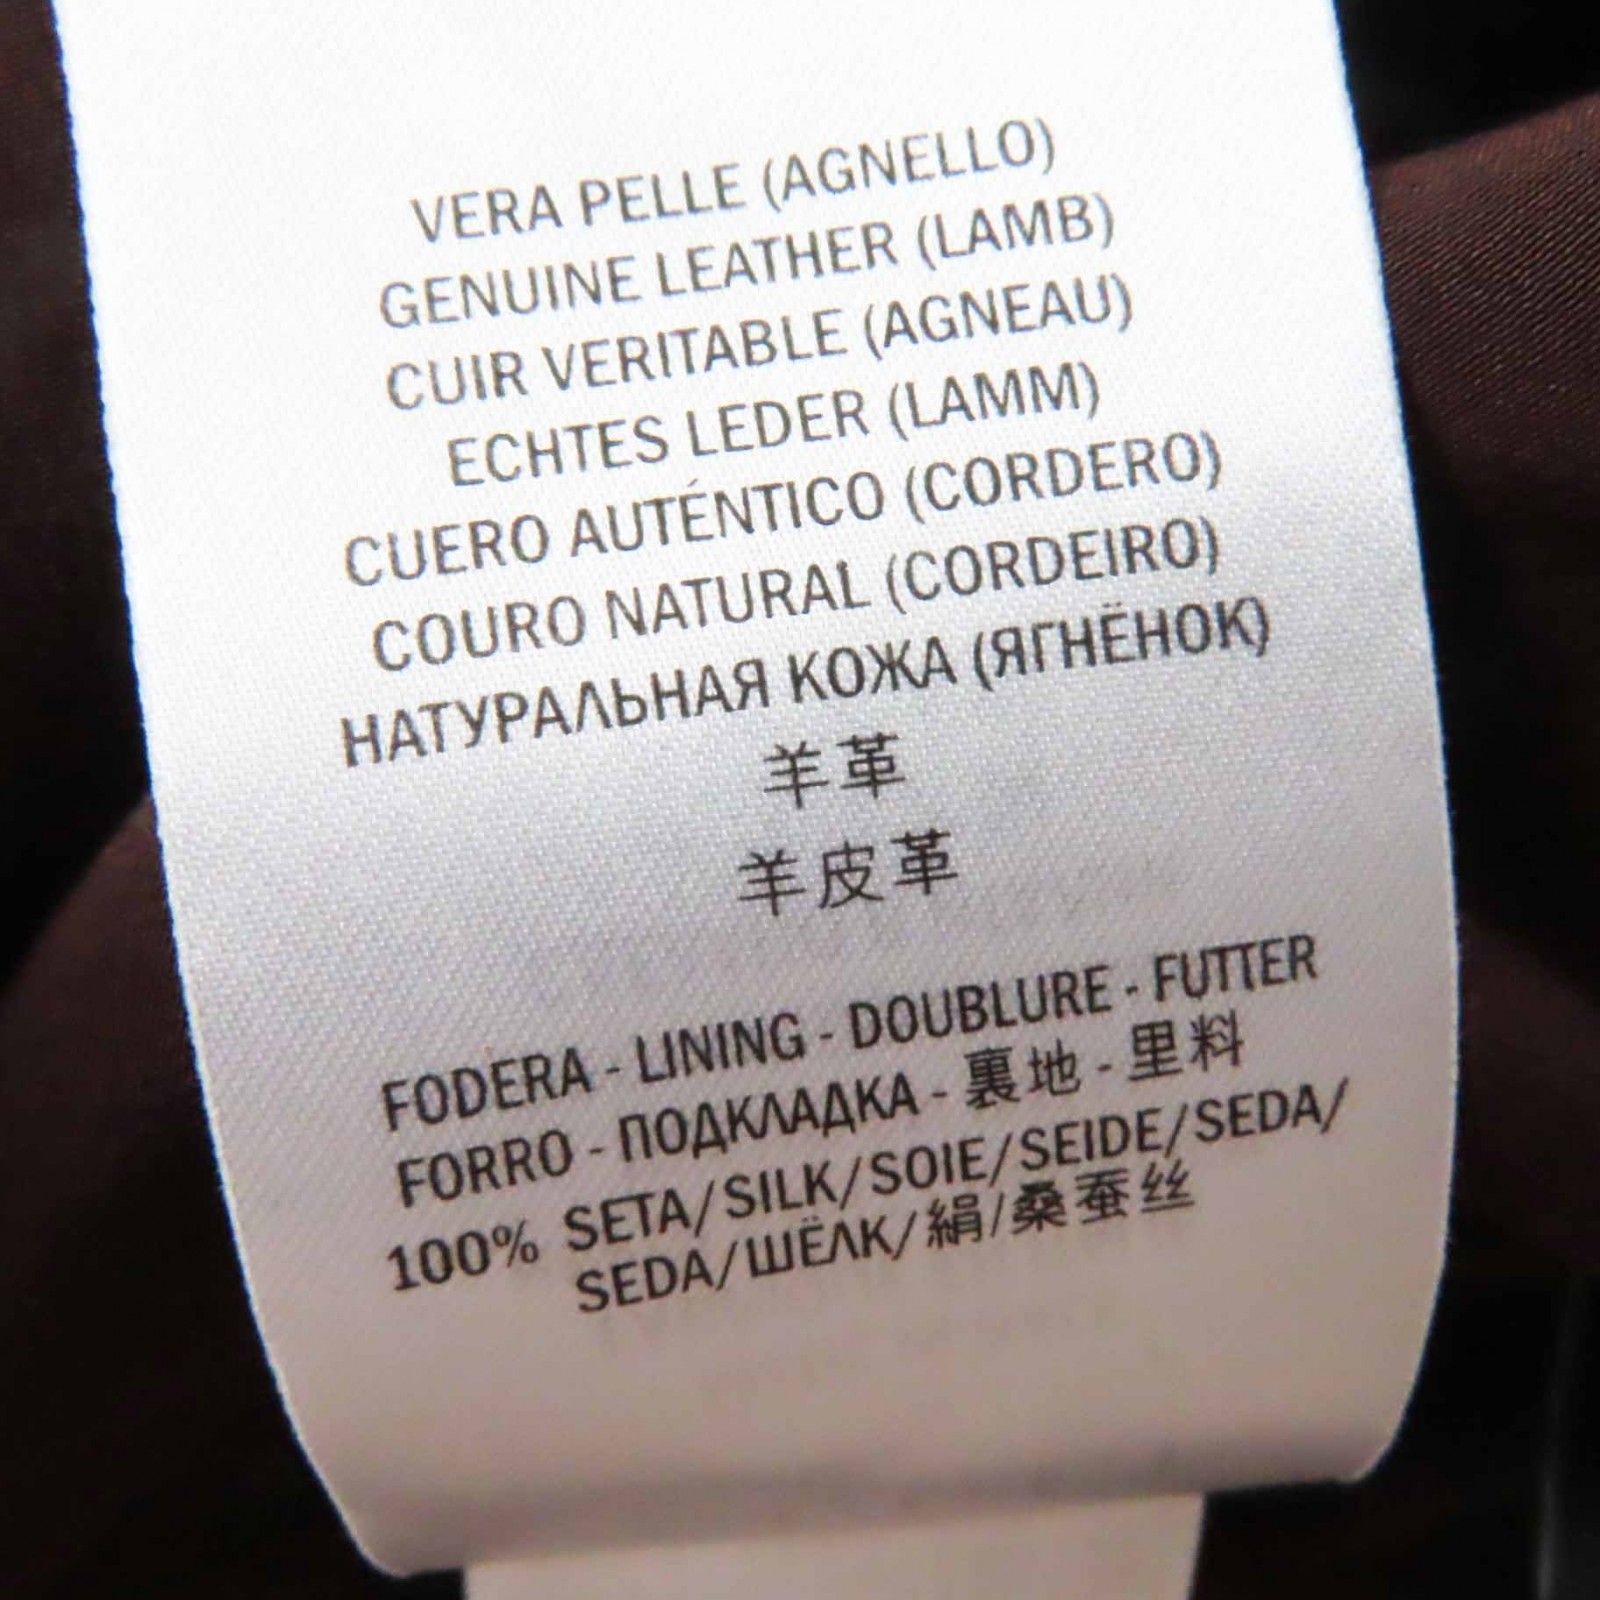 VERA PELLE (AGNELLO)
GENUINE LEATHER (LAMB)
CUIR VERITABLE (AGNEAU)
ECHTES LEDER (LAMM)
CUERO AUTÉNTICO (CORDERO)
COURO NATURAL (CORDEIRO)
НАТУРАЛЬНАЯ КОЖА (ЯГНЁНОК)
羊革
羊皮革
FODERA - LINING - DOUBLURE - FUTTER
FORRO - ПОДКЛАДКА - 裏地 - 里料
100% SETA/SILK/SOIE/SEIDE/SEDA/
SEDA/ШЁЛК/絹/桑蚕丝